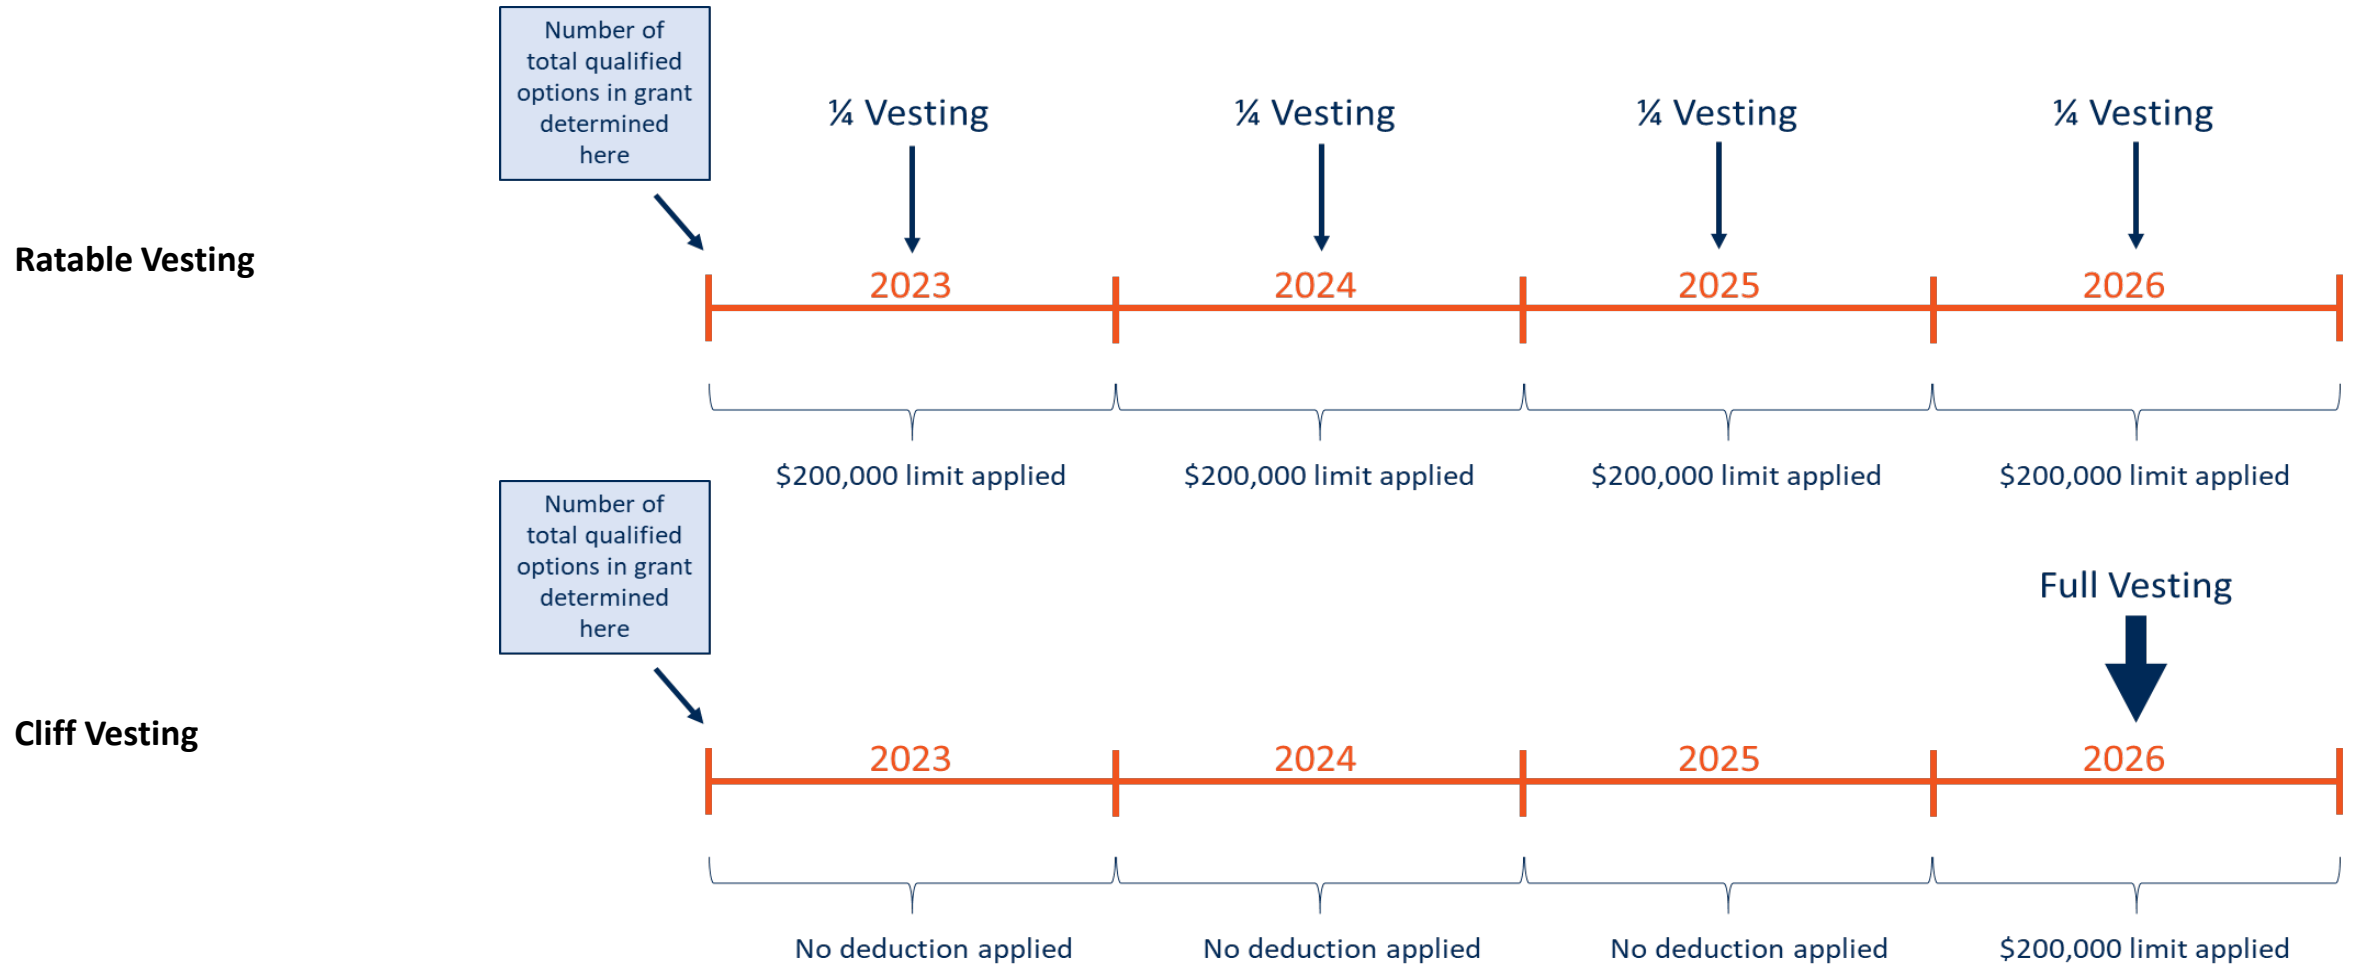 Number of
total qualified
options in grant
determined
here
¼ Vesting
¼ Vesting
¼ Vesting
¼ Vesting
Ratable Vesting
2023
2024
2025
2026
$200,000 limit applied
$200,000 limit applied
$200,000 limit applied
$200,000 limit applied
Number of
total qualified
options in grant
determined
here
Full Vesting
Cliff Vesting
2023
2024
2025
2026
No deduction applied
No deduction applied
No deduction applied
$200,000 limit applied